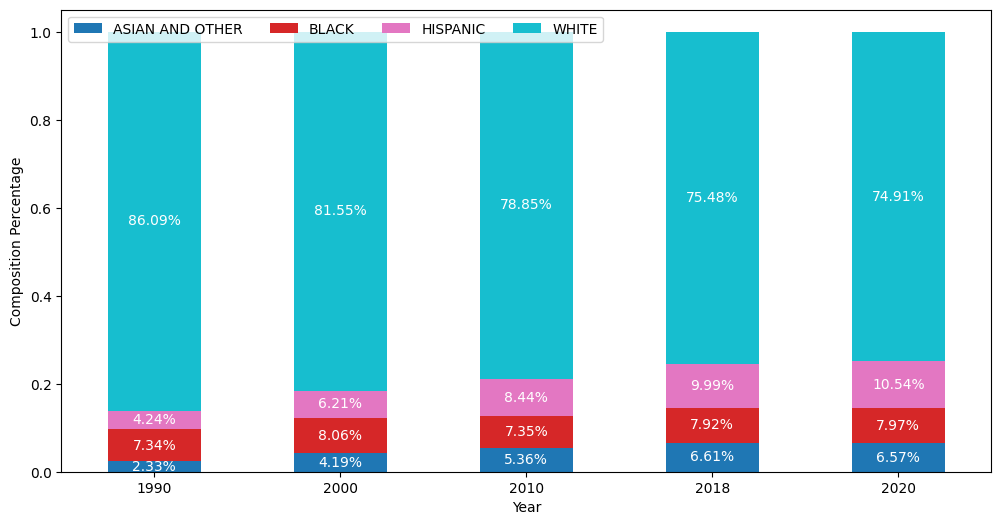 ASIAN AND OTHER BLACK HISPANIC WHITE
1.0
0.8
0.6
0.4
0.2
0.0
Composition Percentage
86.09% 81.55% 78.85% 75.48% 74.91%
4.24% 6.21% 8.44% 9.99% 10.54%
7.34% 8.06% 7.35% 7.92% 7.97%
2.33% 4.19% 5.36% 6.61% 6.57%
1990 2000 2010 2018 2020
Year